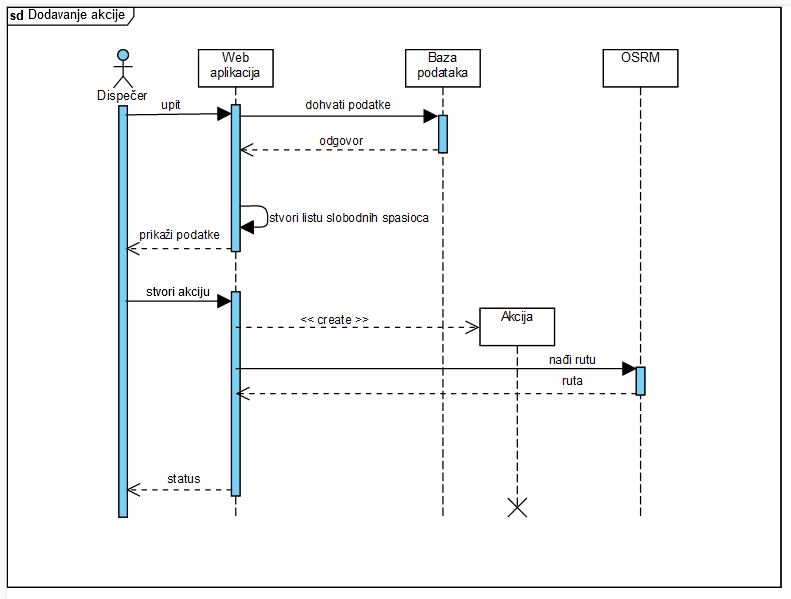 sd Dodavanje akcije
Web
aplikacija
Baza
podataka
OSRM
Dispečer
upit
dohvati podatke
odgovor
stvori listu slobodnih spasioca
prikaži podatke
stvori akciju
<< create >>
Akcija
nađi rutu
ruta
status